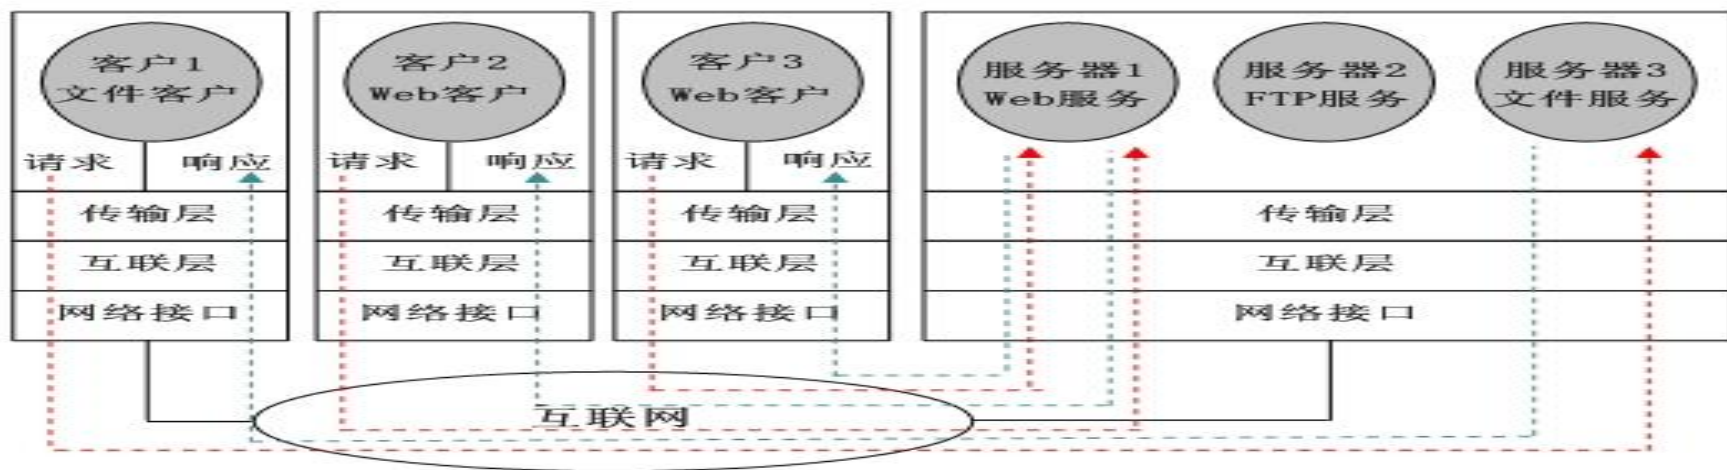 客户1
文件客户
客户2
Web客户
客户3
Web客户
服务器1
Web服务
服务器2
FTP服务
服务器3
文件服务
请求
响应
请求
响应
请求
响应
传输层
传输层
传输层
传输层
互联层
互联层
互联层
互联层
网络接口
网络接口
网络接口
网络接口
互联网